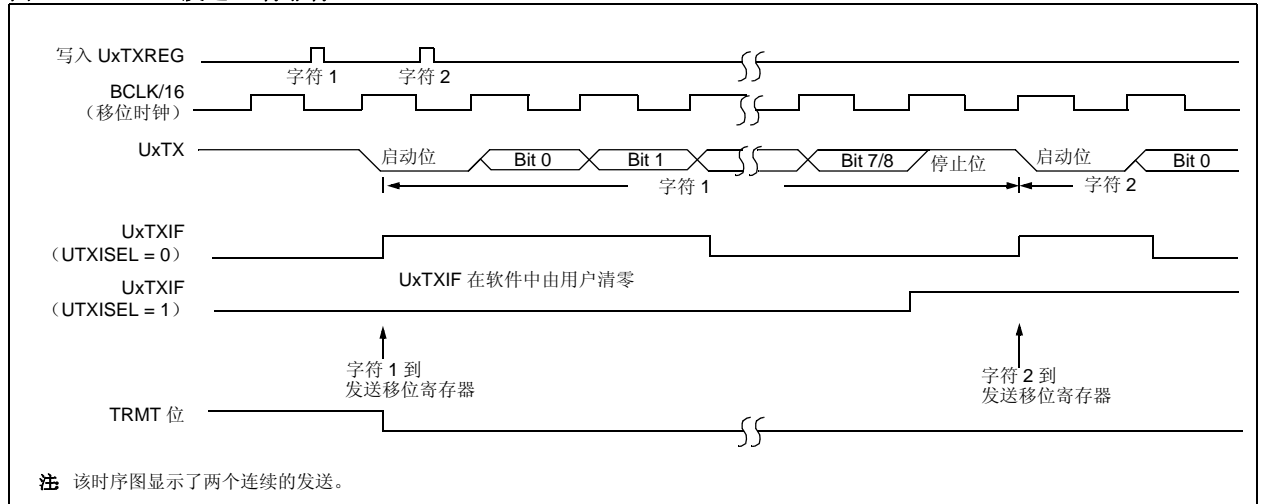 写入 UxTXREG
字符 1
字符 2
BCLK/16
（移位时钟）
UxTX
启动位
Bit 0
Bit 1
Bit 7/8
停止位
启动位
Bit 0
字符 1
字符 2
UxTXIF
（UTXISEL = 0）
UxTXIF 在软件中由用户清零
UxTXIF
（UTXISEL = 1）
字符 1 到
发送移位寄存器
字符 2 到
发送移位寄存器
TRMT 位
注 该时序图显示了两个连续的发送。